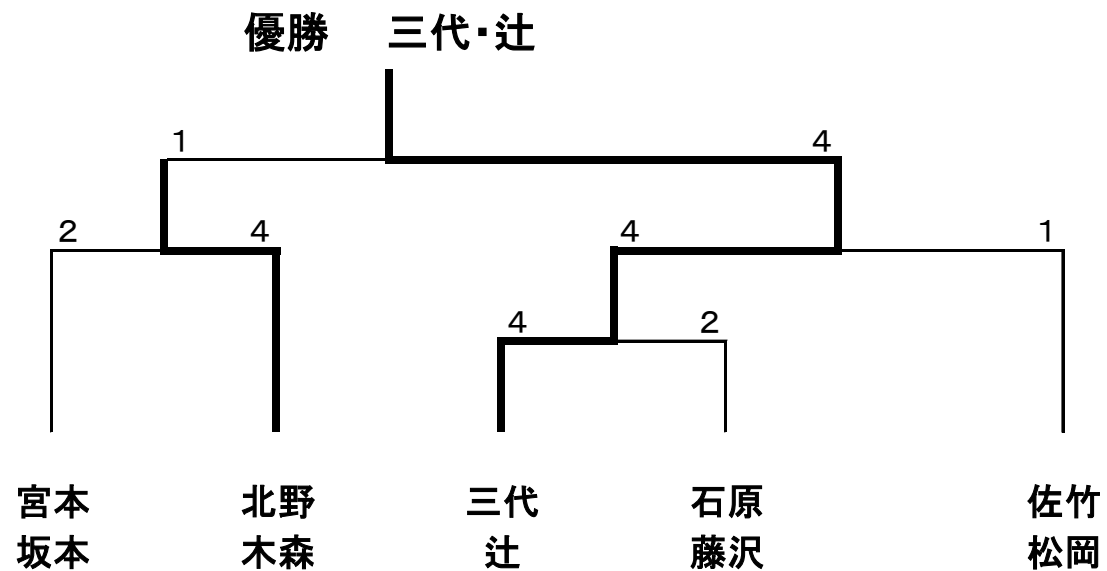 優勝 三代・辻
1 4
2 4 4 1
4 2
宮本 北野 三代 石原 佐竹
坂本 木森 辻 藤沢 松岡